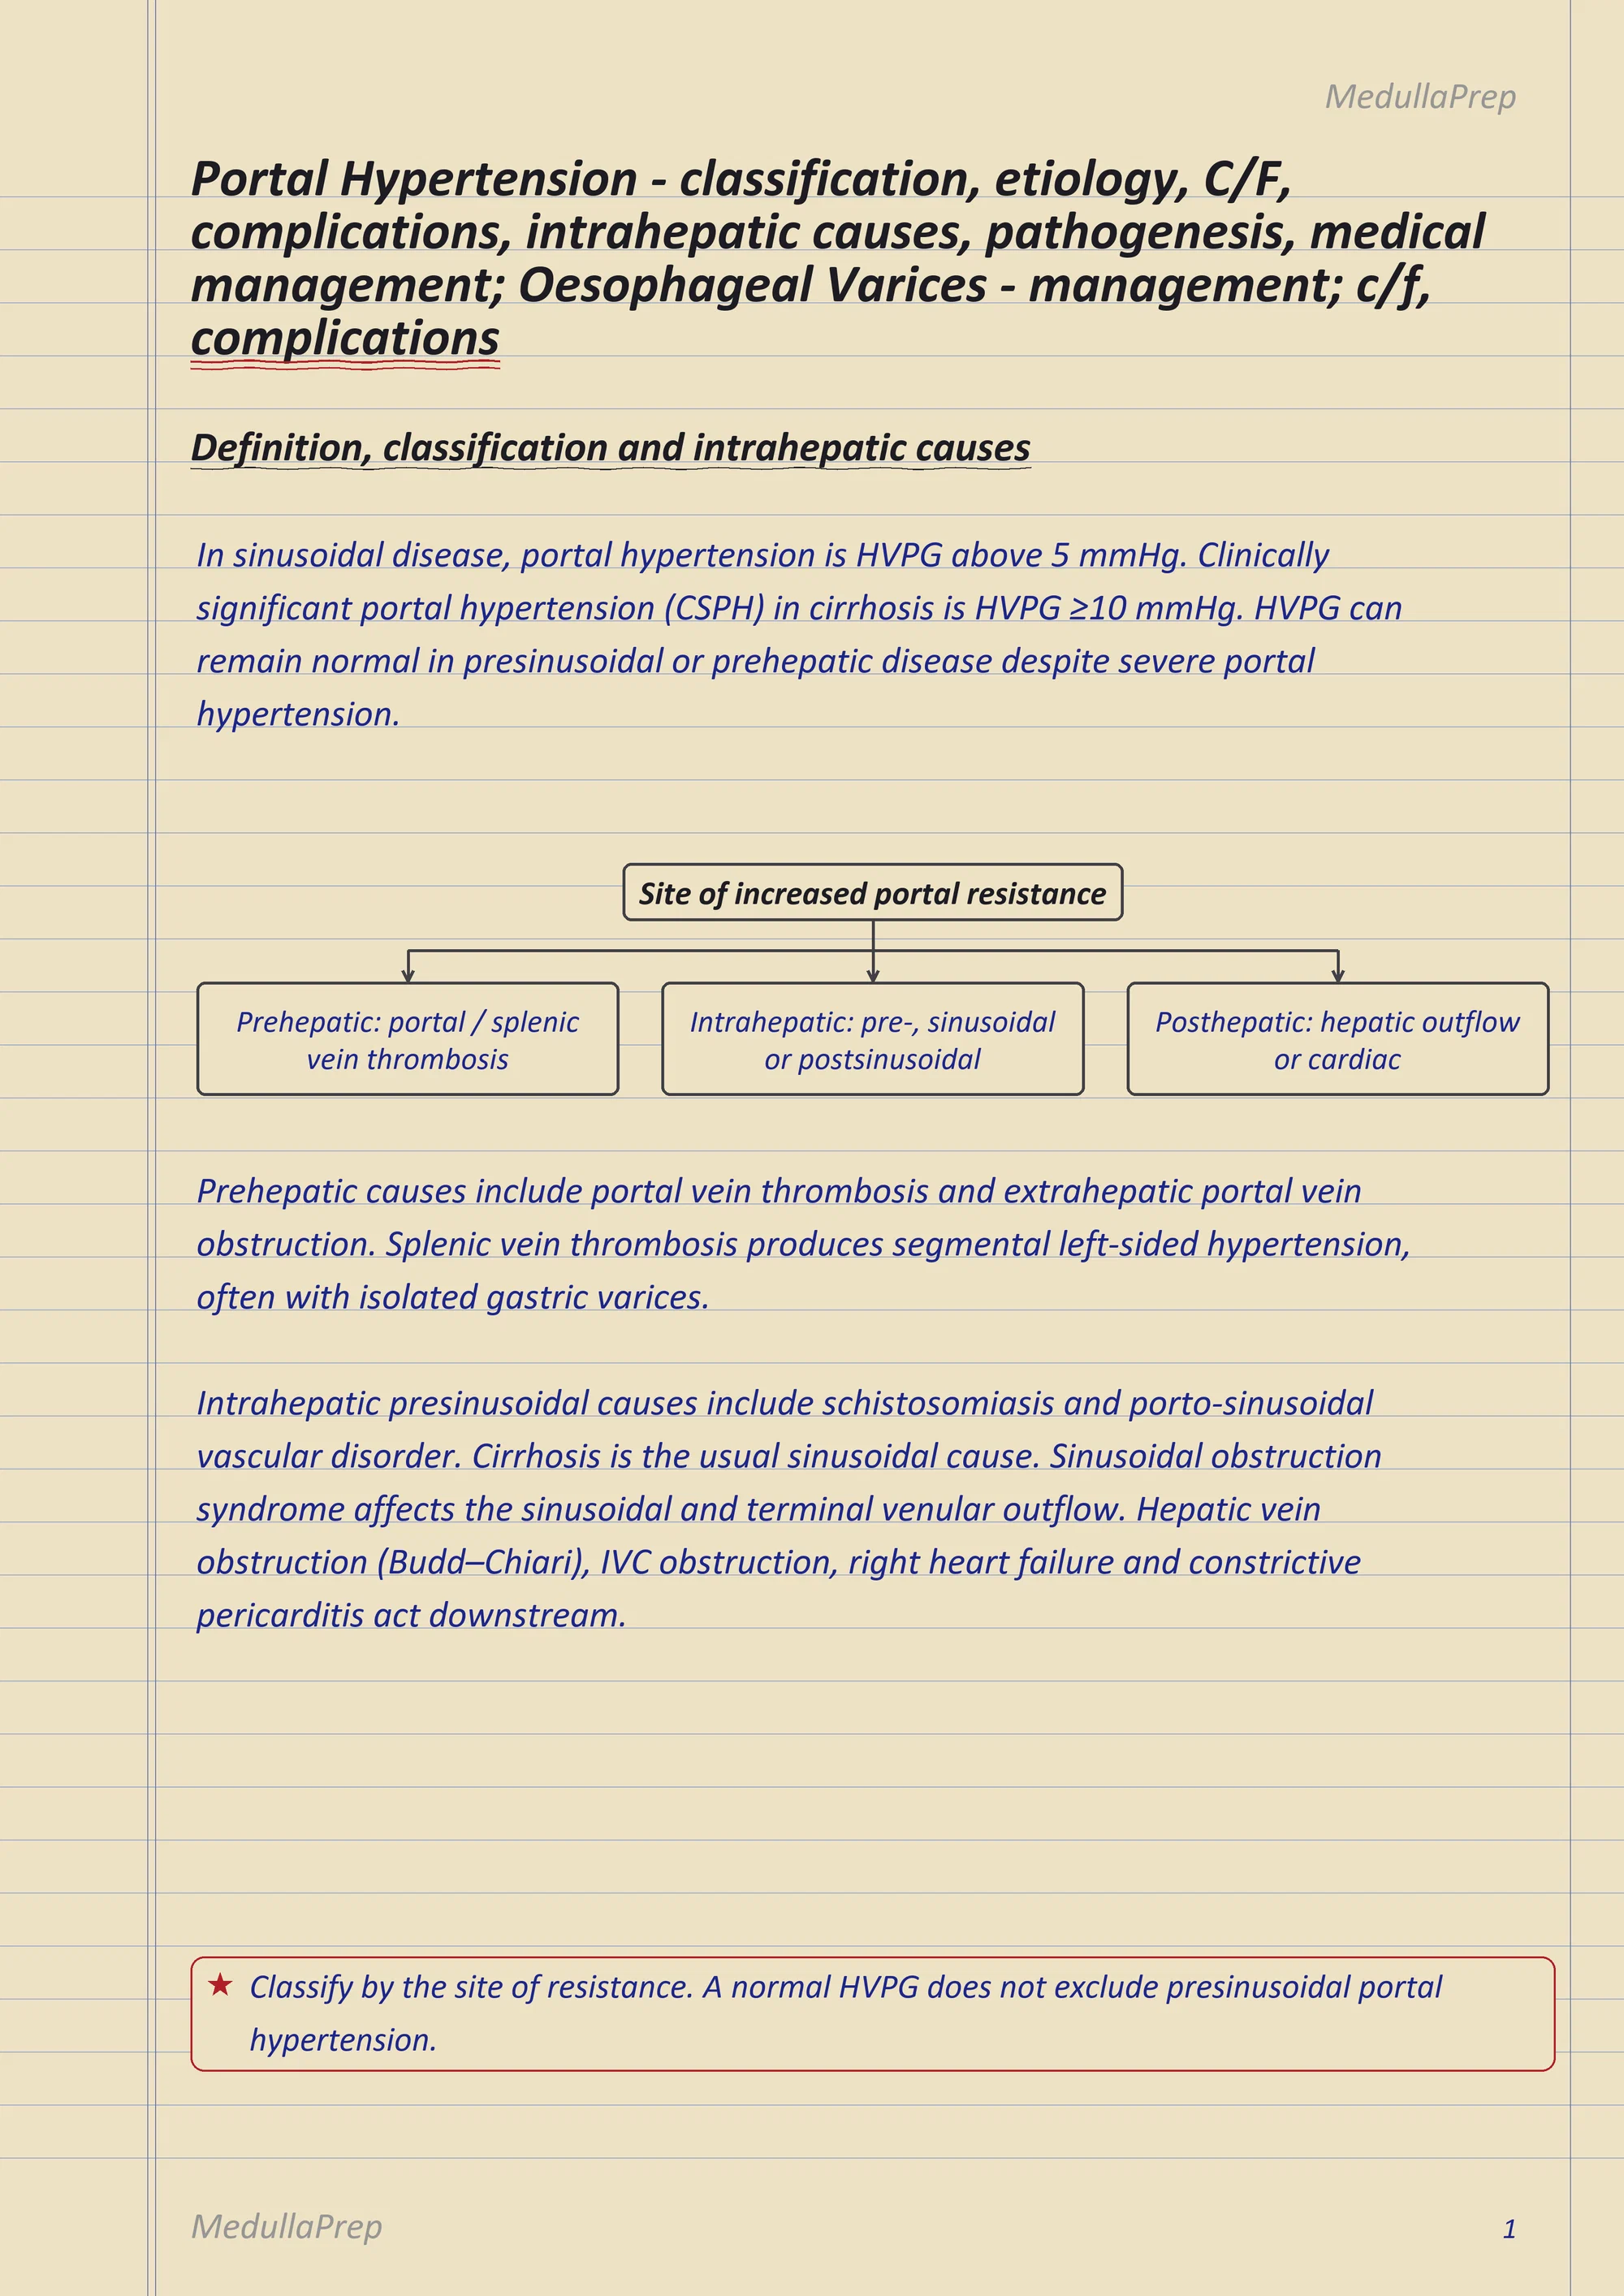 MedullaPrep
Portal Hypertension - classification, etiology, C/F,
complications, intrahepatic causes, pathogenesis, medical
management; Oesophageal Varices - management; c/f,
complications
Definition, classification and intrahepatic causes
In sinusoidal disease, portal hypertension is HVPG above 5 mmHg. Clinically
significant portal hypertension (CSPH) in cirrhosis is HVPG ≥10 mmHg. HVPG can
remain normal in presinusoidal or prehepatic disease despite severe portal
hypertension.
Site of increased portal resistance
Prehepatic: portal / splenic
vein thrombosis
Intrahepatic: pre-, sinusoidal
or postsinusoidal
Posthepatic: hepatic outflow
or cardiac
Prehepatic causes include portal vein thrombosis and extrahepatic portal vein
obstruction. Splenic vein thrombosis produces segmental left-sided hypertension,
often with isolated gastric varices.
Intrahepatic presinusoidal causes include schistosomiasis and porto-sinusoidal
vascular disorder. Cirrhosis is the usual sinusoidal cause. Sinusoidal obstruction
syndrome affects the sinusoidal and terminal venular outflow. Hepatic vein
obstruction (Budd–Chiari), IVC obstruction, right heart failure and constrictive
pericarditis act downstream.
★ Classify by the site of resistance. A normal HVPG does not exclude presinusoidal portal
hypertension.
MedullaPrep
1